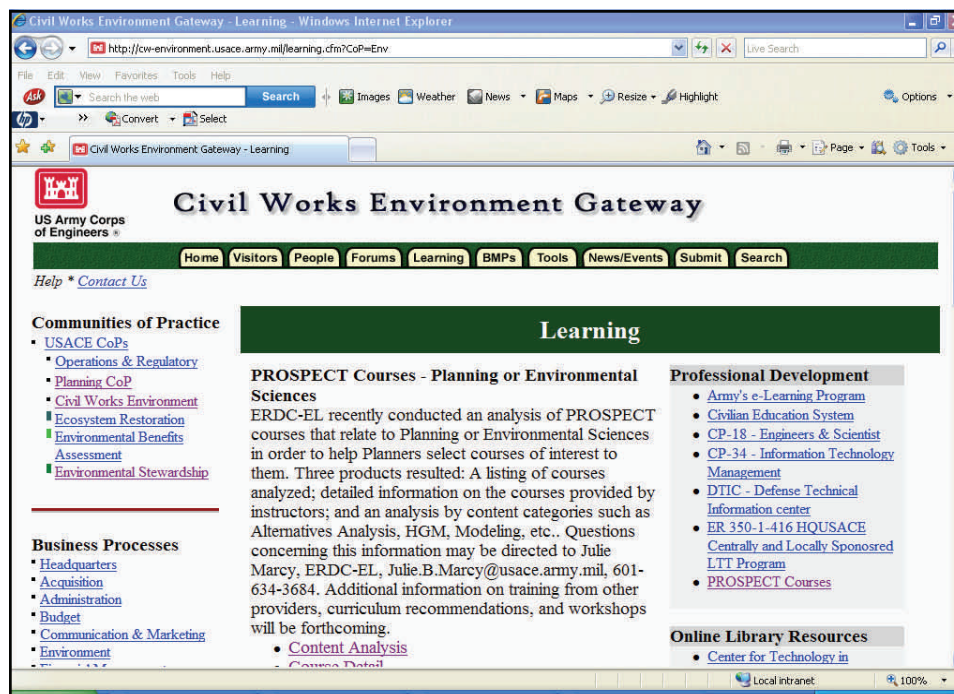 Civil Works Environment Gateway - Learning - Windows Internet Explorer
http://cw-environment.usace.army.mil/learning.cfm?CoP=Env
Live Search
File Edit View Favorites Tools Help
Ask Search the web Search Images Weather News Maps Resize Highlight Options
hp >> Convert Select
Civil Works Environment Gateway - Learning
Page Tools
US Army Corps
of Engineers ®
Civil Works Environment Gateway
Home Visitors People Forums Learning BMPs Tools News/Events Submit Search
Help * Contact Us
Communities of Practice
USACE CoPs
Operations & Regulatory
Planning CoP
Civil Works Environment
Ecosystem Restoration
Environmental Benefits
Assessment
Environmental Stewardship
Business Processes
Headquarters
Acquisition
Administration
Budget
Communication & Marketing
Environment
Learning
PROSPECT Courses - Planning or Environmental
Sciences
ERDC-EL recently conducted an analysis of PROSPECT
courses that relate to Planning or Environmental Sciences
in order to help Planners select courses of interest to
them. Three products resulted: A listing of courses
analyzed; detailed information on the courses provided by
instructors; and an analysis by content categories such as
Alternatives Analysis, HGM, Modeling, etc.. Questions
concerning this information may be directed to Julie
Marcy, ERDC-EL, Julie.B.Marcy@usace.army.mil, 601-
634-3684. Additional information on training from other
providers, curriculum recommendations, and workshops
will be forthcoming.
Content Analysis
Course Detail
Professional Development
Army's e-Learning Program
Civilian Education System
CP-18 - Engineers & Scientist
CP-34 - Information Technology
Management
DTIC - Defense Technical
Information center
ER 350-1-416 HQUSACE
Centrally and Locally Sponosred
LTT Program
PROSPECT Courses
Online Library Resources
Center for Technology in
Local intranet
100%